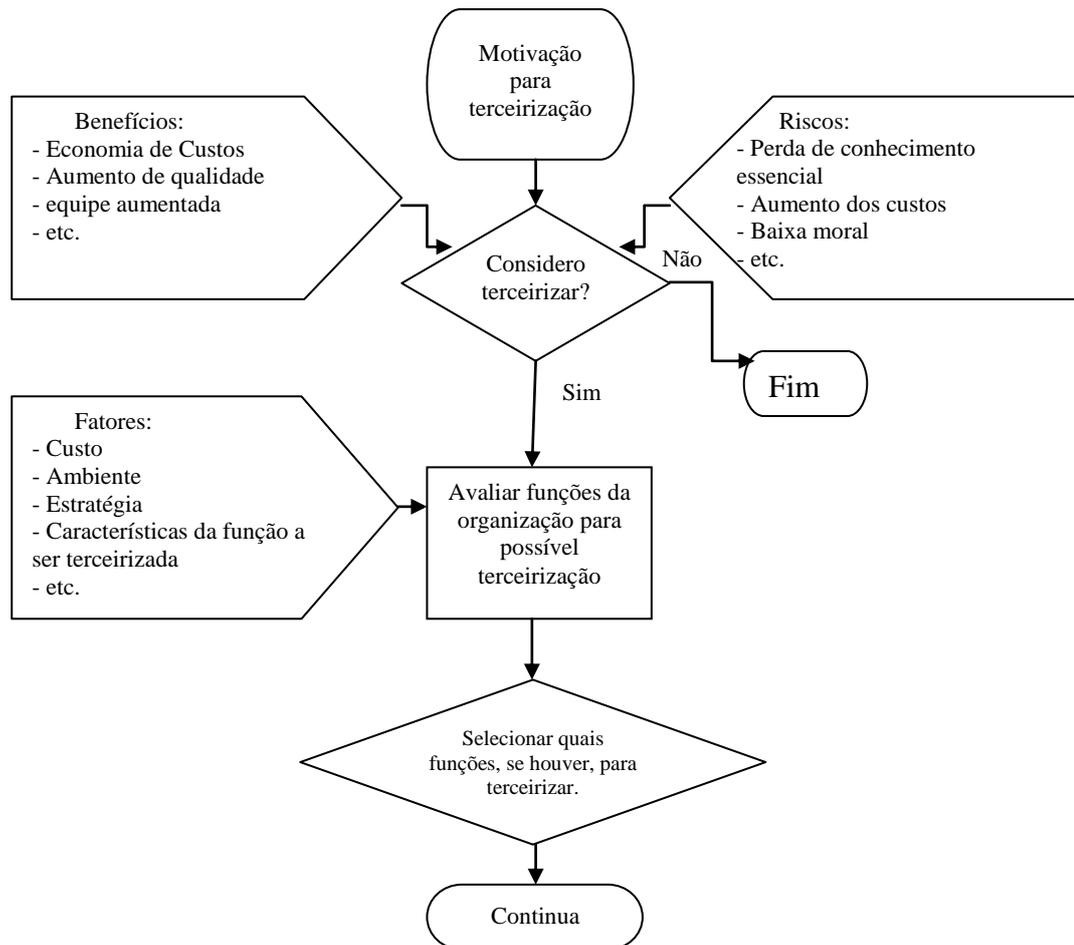 Motivação
para
terceirização
Benefícios:
- Economia de Custos
- Aumento de qualidade
- equipe aumentada
- etc.
Riscos:
- Perda de conhecimento
essencial
- Aumento dos custos
- Baixa moral
- etc.
Considero
terceirizar?
Não
Fim
Sim
Fatores:
- Custo
- Ambiente
- Estratégia
- Características da função a
ser terceirizada
- etc.
Avaliar funções da
organização para
possível
terceirização
Selecionar quais
funções, se houver, para
terceirizar.
Continua